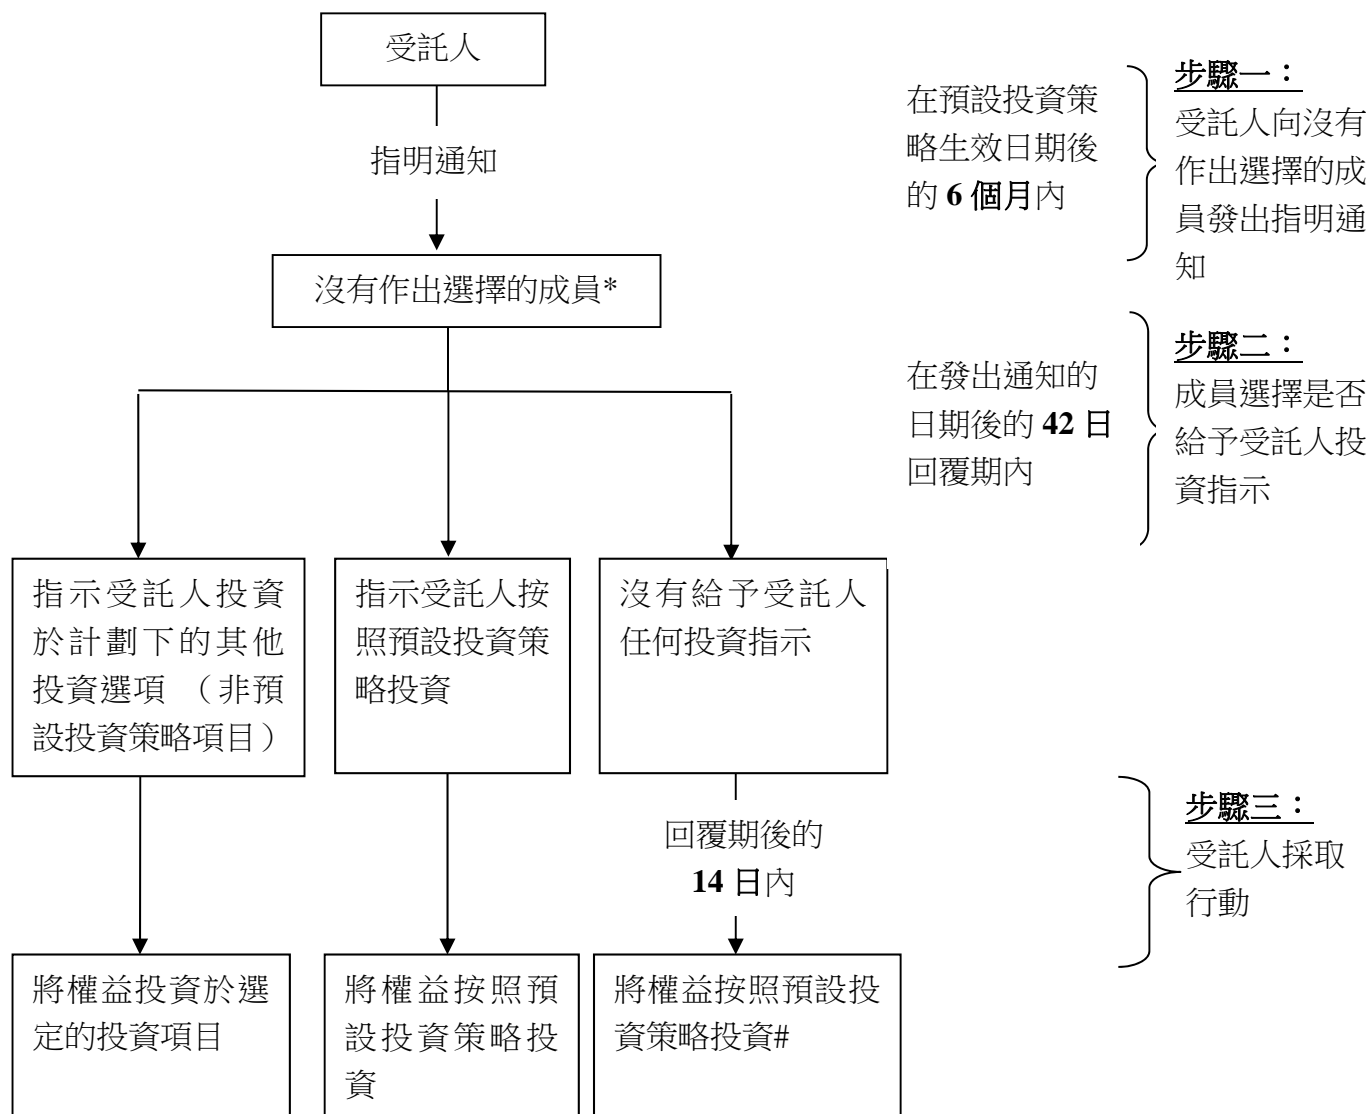 受託人
指明通知
沒有作出選擇的成員*
在預設投資策
略生效日期後
的 6 個月內
步驟一：
受託人向沒有
作出選擇的成
員發出指明通
知
在發出通知的
日期後的 42 日
回覆期內
步驟二：
成員選擇是否
給予受託人投
資指示
指示受託人投資
於計劃下的其他
投資選項 （非預
設投資策略項目）
指示受託人按
照預設投資策
略投資
沒有給予受託人
任何投資指示
回覆期後的
14 日內
步驟三：
受託人採取
行動
將權益投資於選
定的投資項目
將權益按照預
設投資策略投
資
將權益按照預設投
資策略投資#